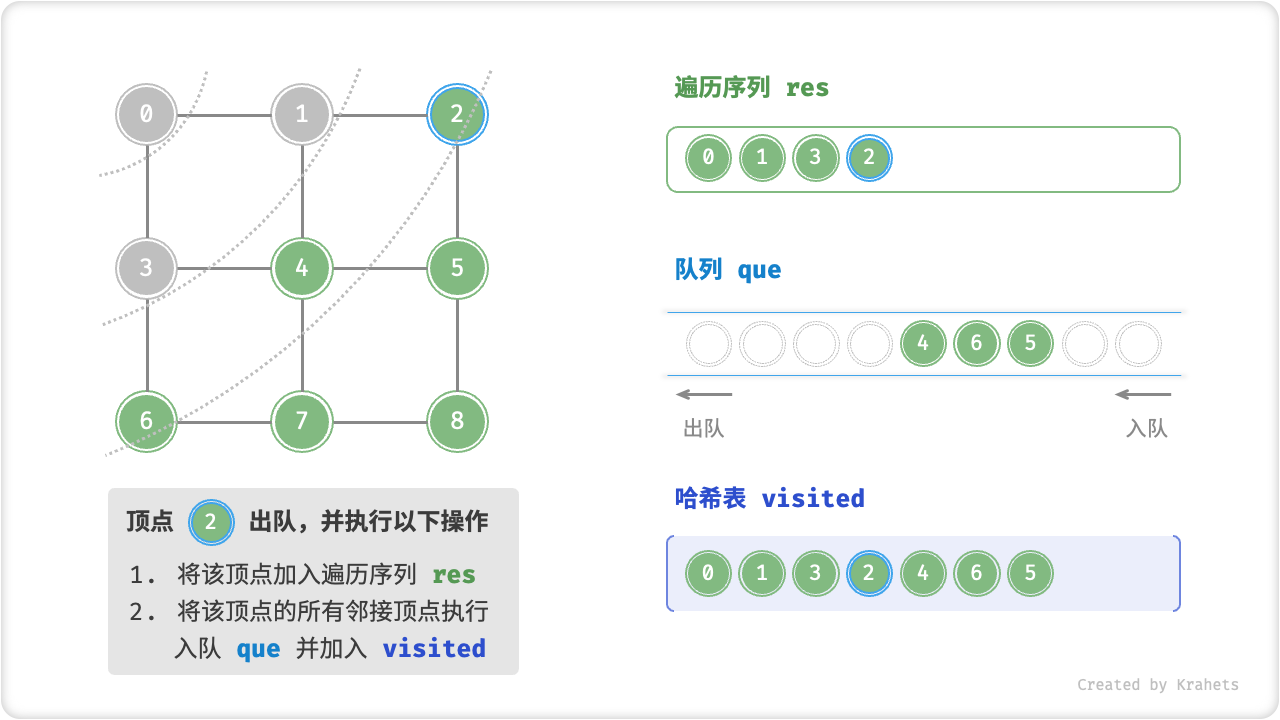 0 1 2
3 4 5
6 7 8
顶点 2 出队，并执行以下操作
1. 将该顶点加入遍历序列 res
2. 将该顶点的所有邻接顶点执行
入队 que 并加入 visited
遍历序列 res
0 1 3 2
队列 que
4 6 5
出队 入队
哈希表 visited
0 1 3 2 4 6 5
Created by Krahets